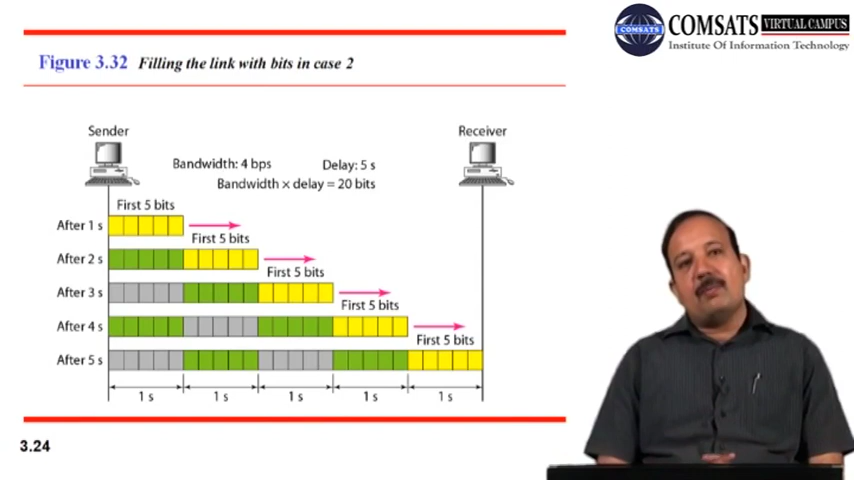 COMSATS VIRTUAL CAMPUS
COMSATS
Institute Of Information Technology
Figure 3.32 Filling the link with bits in case 2
Sender
Receiver
Bandwidth: 4 bps Delay: 5 s
Bandwidth × delay = 20 bits
First 5 bits
After 1 s
First 5 bits
After 2 s
First 5 bits
After 3 s
First 5 bits
After 4 s
First 5 bits
After 5 s
1 s 1 s 1 s 1 s 1 s
3.24